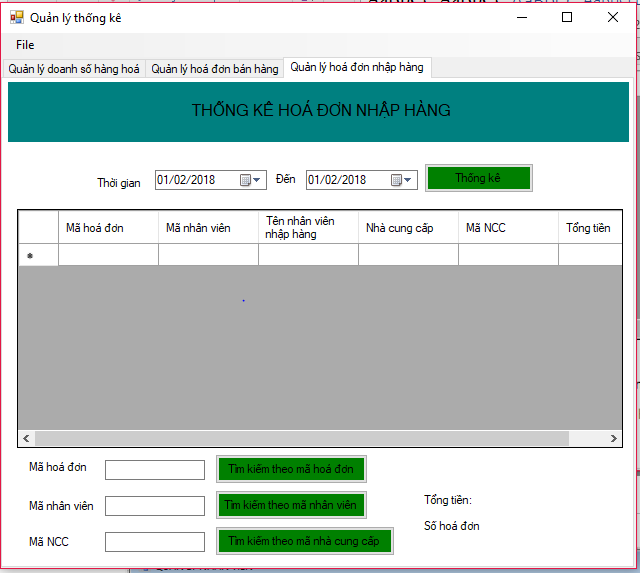 Quản lý thống kê
File
Quản lý doanh số hàng hoá Quản lý hoá đơn bán hàng Quản lý hoá đơn nhập hàng
THỐNG KÊ HOÁ ĐƠN NHẬP HÀNG
Thời gian 01/02/2018 Đến 01/02/2018 Thống kê
Mã hoá đơn Mã nhân viên Tên nhân viên nhập hàng Nhà cung cấp Mã NCC Tổng tiền
Mã hoá đơn Tìm kiếm theo mã hoá đơn
Mã nhân viên Tìm kiếm theo mã nhân viên
Tổng tiền:
Số hoá đơn
Mã NCC Tìm kiếm theo mã nhà cung cấp